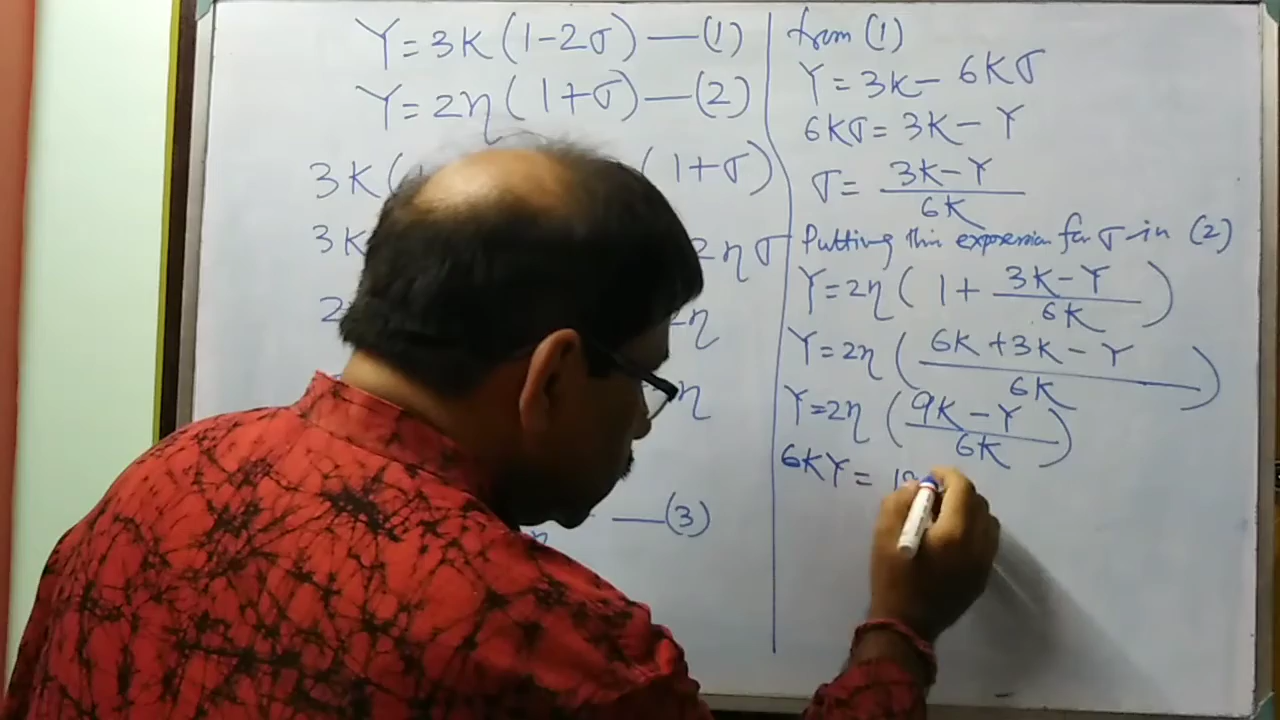 Y=3K(1-2σ)—(1)
Y=2η(1+σ)—(2)
3K( (1+σ)
3K 2ησ
2 η
η
—(3)
from (1)
Y=3K-6Kσ
6Kσ=3K-Y
σ=(3K-Y)/6K
Putting this expression for σ in (2)
Y=2η(1+(3K-Y)/6K)
Y=2η((6K+3K-Y)/6K)
Y=2η((9K-Y)/6K)
6KY=